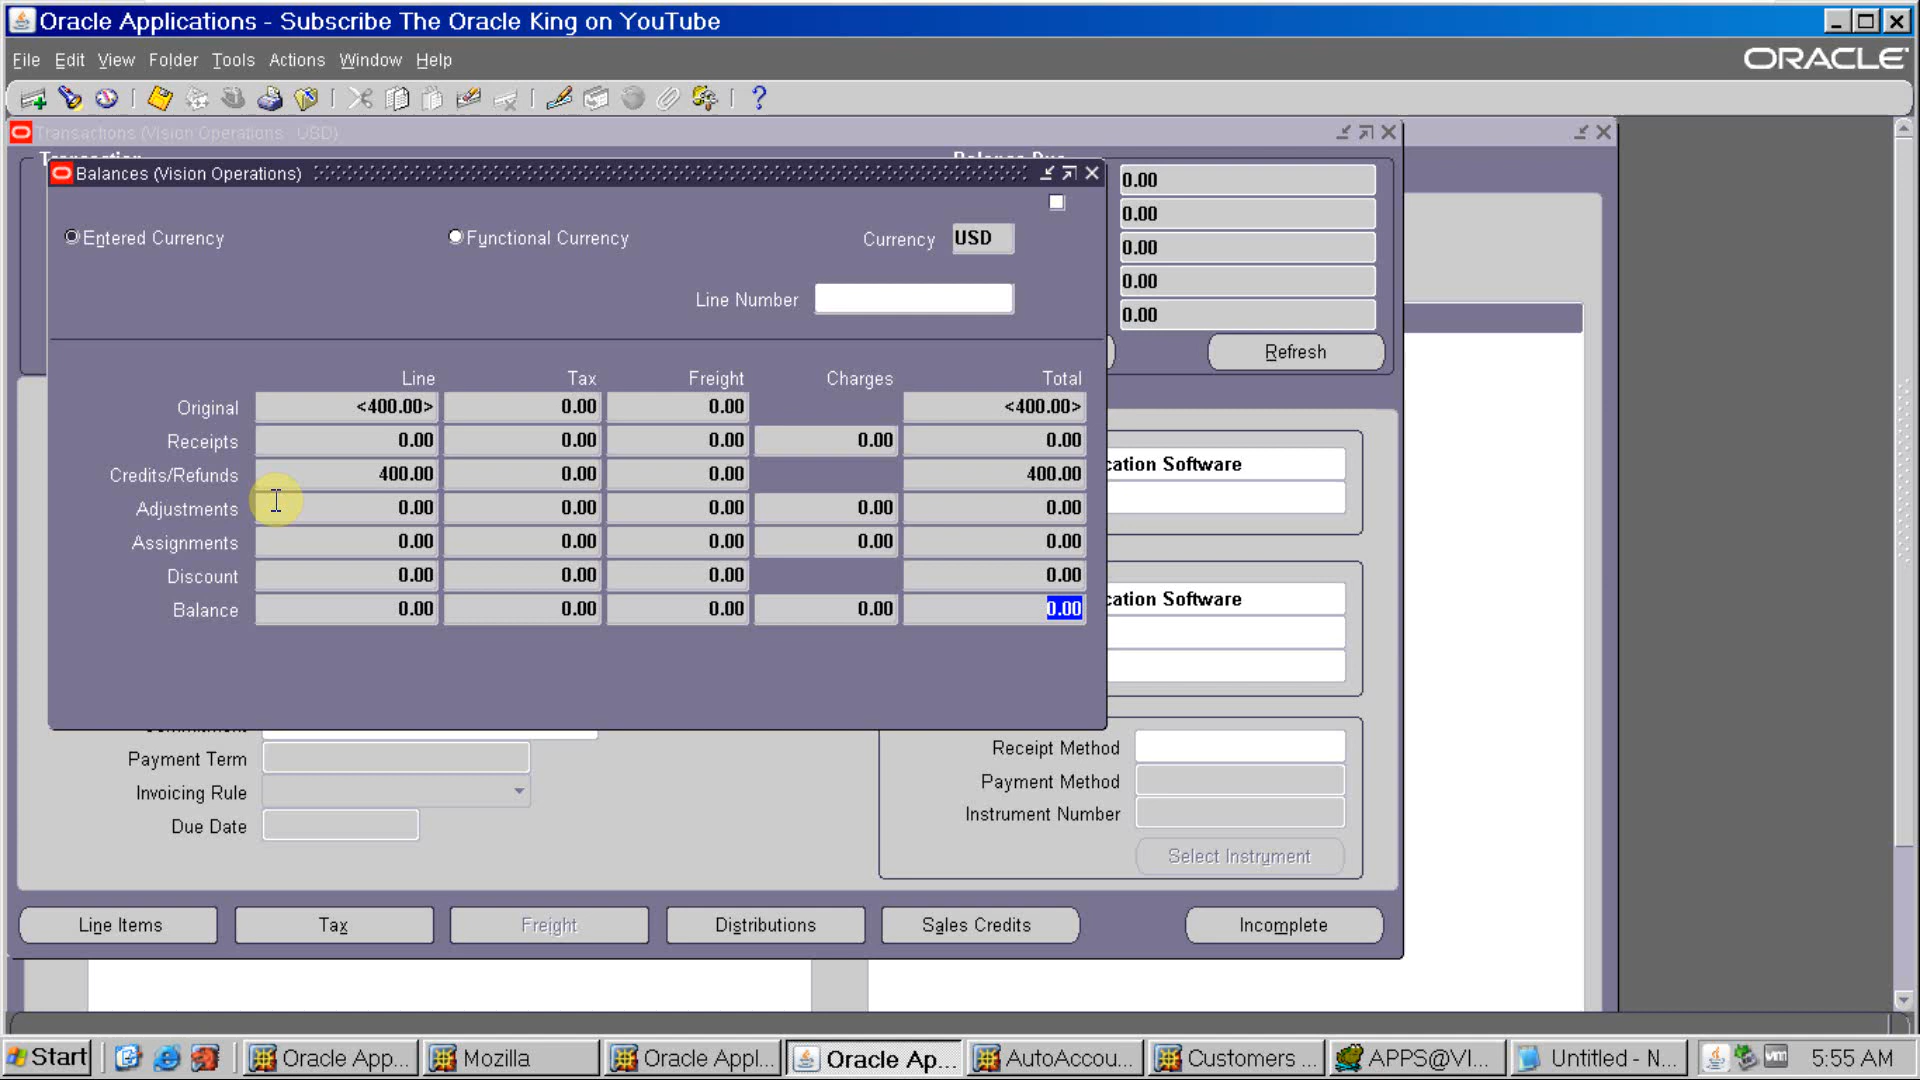 Oracle Applications - Subscribe The Oracle King on YouTube
File Edit View Folder Tools Actions Window Help
ORACLE
Transactions (Vision Operations - USD)
Balances (Vision Operations)
Entered Currency
Functional Currency
Currency USD
Line Number
Line Tax Freight Charges Total
Original <400.00> 0.00 0.00 <400.00>
Receipts 0.00 0.00 0.00 0.00 0.00
Credits/Refunds 400.00 0.00 0.00 400.00
Adjustments 0.00 0.00 0.00 0.00 0.00
Assignments 0.00 0.00 0.00 0.00 0.00
Discount 0.00 0.00 0.00 0.00
Balance 0.00 0.00 0.00 0.00 0.00
0.00
0.00
0.00
0.00
0.00
Refresh
cation Software
cation Software
Payment Term
Invoicing Rule
Due Date
Receipt Method
Payment Method
Instrument Number
Select Instrument
Line Items
Tax
Freight
Distributions
Sales Credits
Incomplete
Start
Oracle App...
Mozilla
Oracle Appl...
Oracle Ap...
AutoAccou...
Customers ...
APPS@VI...
Untitled - N...
vm
5:55 AM